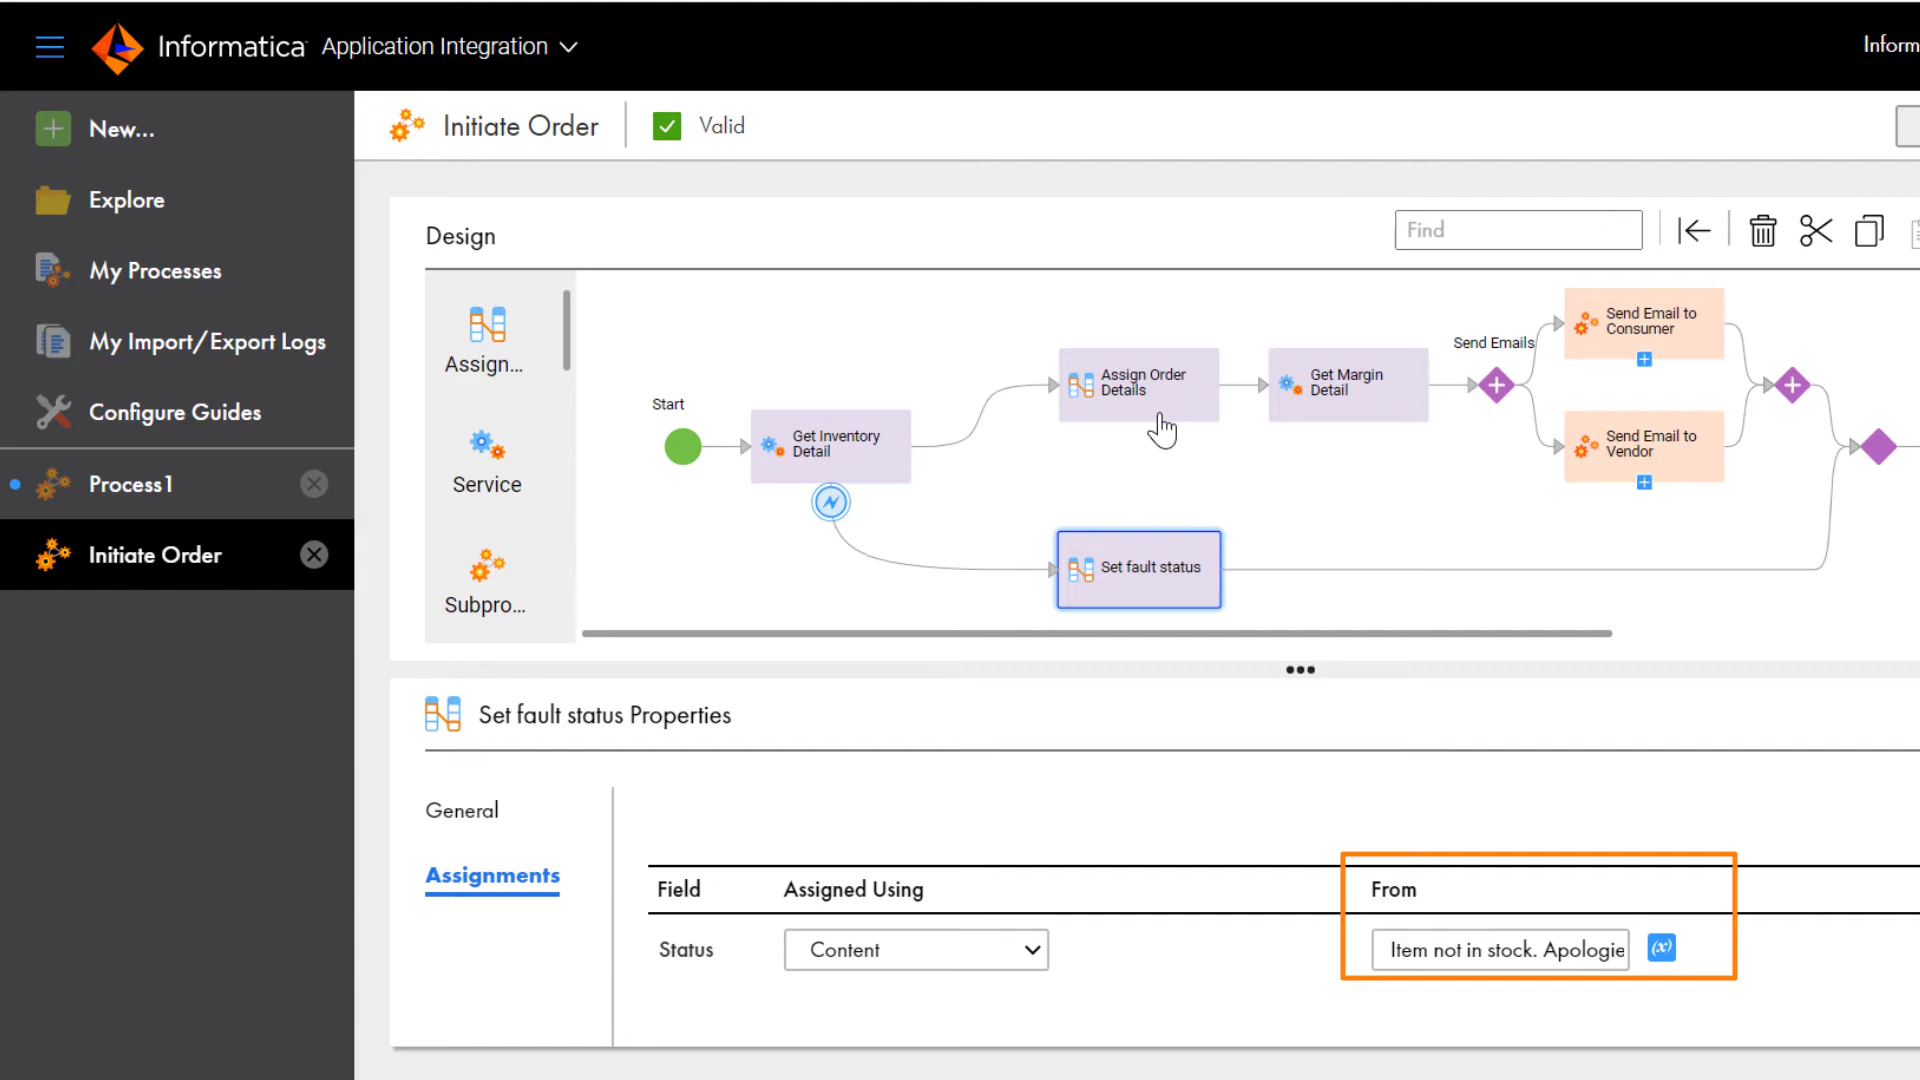 Informatica Application Integration
Inform
New...
Explore
My Processes
My Import/Export Logs
Configure Guides
Process1
Initiate Order
Initiate Order
Valid
Design
Find
Assign...
Service
Subpro...
Start
Get Inventory
Detail
Assign Order
Details
Get Margin
Detail
Send Emails
Send Email to
Consumer
Send Email to
Vendor
Set fault status
Set fault status Properties
General
Assignments
Field
Assigned Using
From
Status
Content
Item not in stock. Apologie
(x)